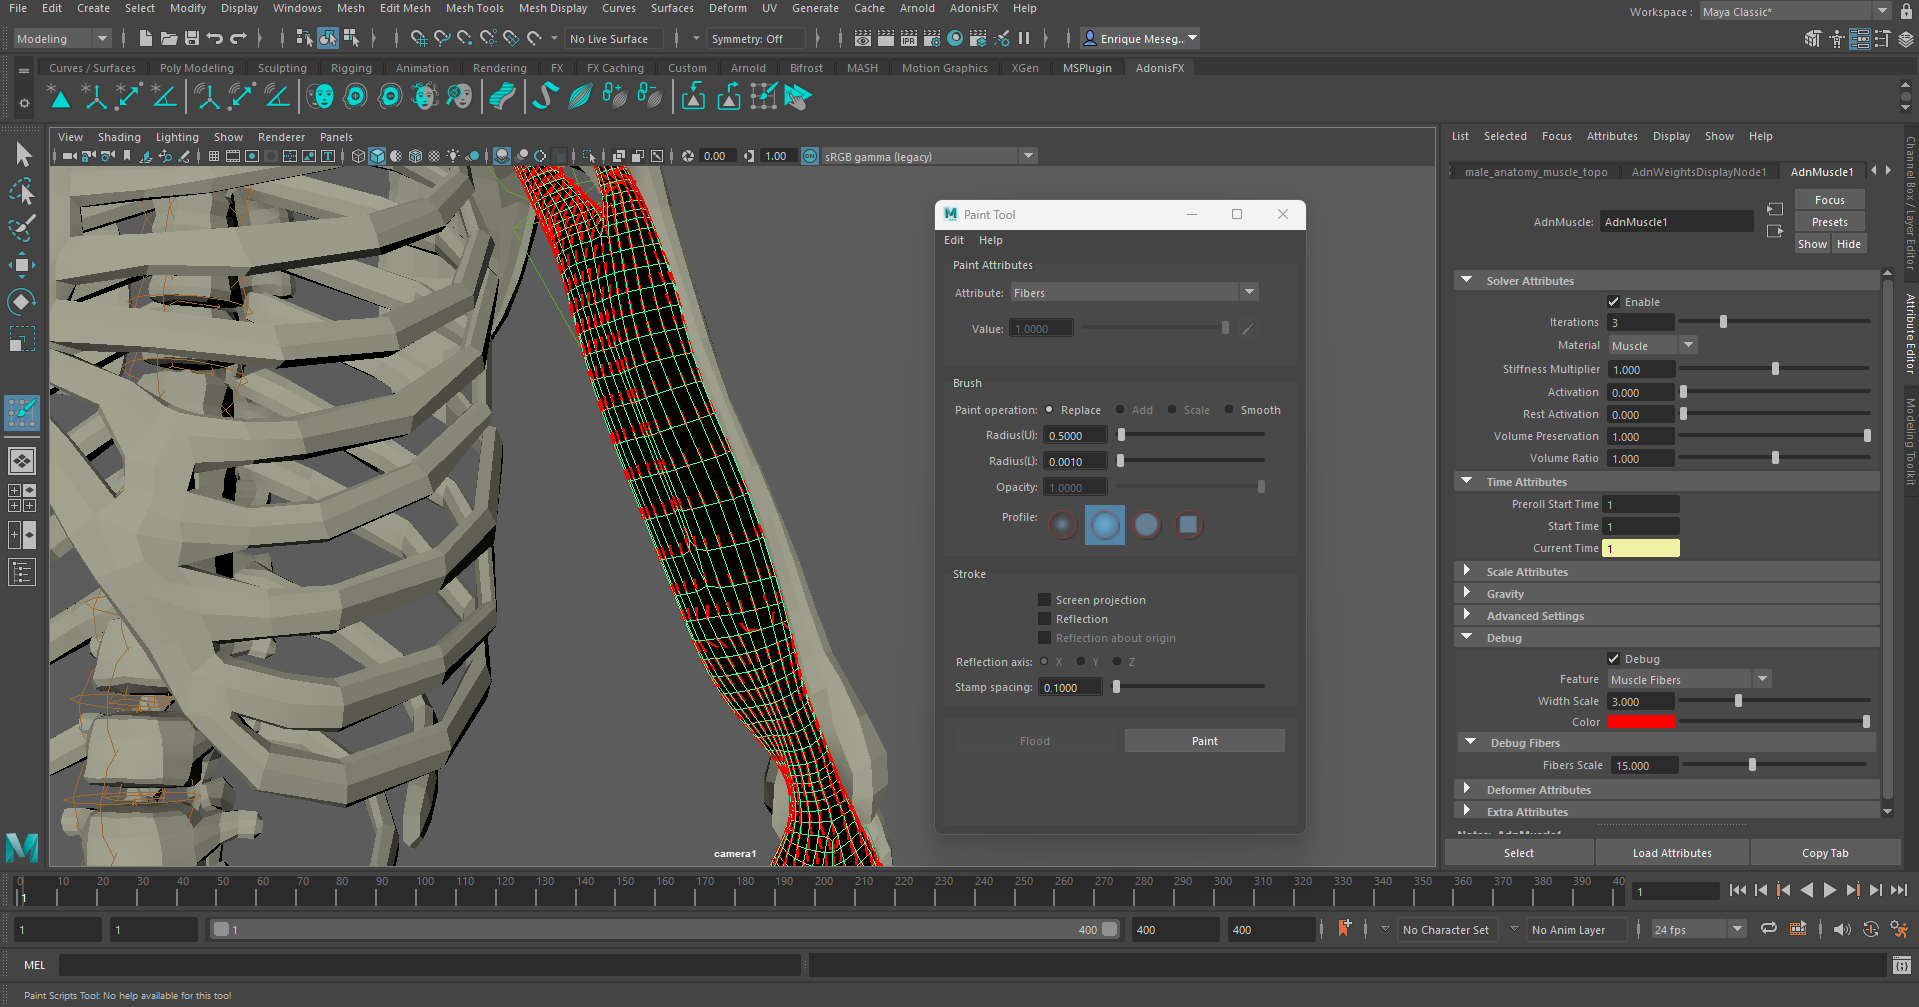 File Edit Create Select Modify Display Windows Mesh Edit Mesh Mesh Tools Mesh Display Curves Surfaces Deform UV Generate Cache Arnold AdonisFX Help
Workspace : Maya Classic*
Modeling No Live Surface Symmetry: Off IPR Enrique Meseg...
Curves / Surfaces Poly Modeling Sculpting Rigging Animation Rendering FX FX Caching Custom Arnold Bifrost MASH Motion Graphics XGen MSPlugin AdonisFX
View Shading Lighting Show Renderer Panels
0.00 1.00 ON sRGB gamma (legacy)
camera1
M Paint Tool
Edit Help
Paint Attributes
Attribute: Fibers
Value: 1.0000
Brush
Paint operation: Replace Add Scale Smooth
Radius(U): 0.5000
Radius(L): 0.0010
Opacity: 1.0000
Profile:
Stroke
Screen projection
Reflection
Reflection about origin
Reflection axis: X Y Z
Stamp spacing: 0.1000
Flood Paint
List Selected Focus Attributes Display Show Help
male_anatomy_muscle_topo AdnWeightsDisplayNode1 AdnMuscle1
AdnMuscle: AdnMuscle1
Focus
Presets
Show Hide
Solver Attributes
Enable
Iterations 3
Material Muscle
Stiffness Multiplier 1.000
Activation 0.000
Rest Activation 0.000
Volume Preservation 1.000
Volume Ratio 1.000
Time Attributes
Preroll Start Time 1
Start Time 1
Current Time 1
Scale Attributes
Gravity
Advanced Settings
Debug
Debug
Feature Muscle Fibers
Width Scale 3.000
Color
Debug Fibers
Fibers Scale 15.000
Deformer Attributes
Extra Attributes
Notes: AdnMuscle1
Select Load Attributes Copy Tab
Channel Box / Layer Editor
Attribute Editor
Modeling Toolkit
M
0 10 20 30 40 50 60 70 80 90 100 110 120 130 140 150 160 170 180 190 200 210 220 230 240 250 260 270 280 290 300 310 320 330 340 350 360 370 380 390 40
1
1
1 1 1 400 400 400 No Character Set No Anim Layer 24 fps
MEL
Paint Scripts Tool: No help available for this tool